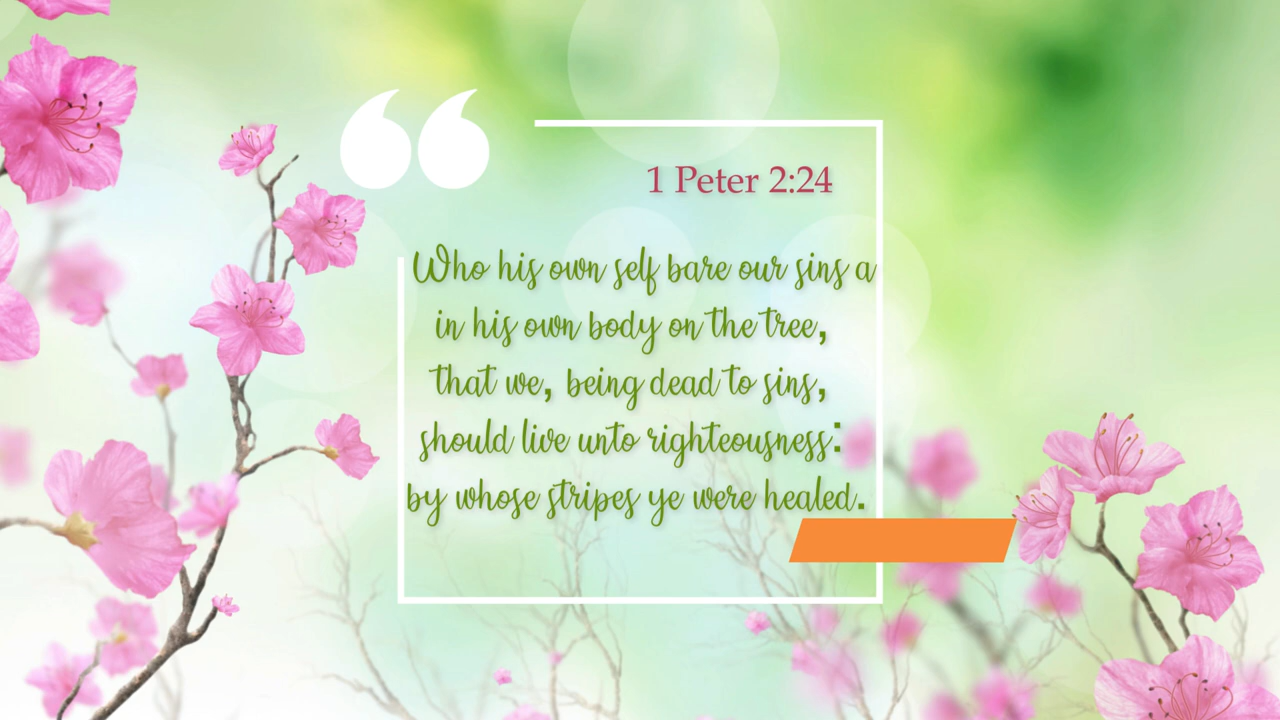 “
1 Peter 2:24
Who his own self bare our sins a
in his own body on the tree,
that we, being dead to sins,
should live unto righteousness:
by whose stripes ye were healed.